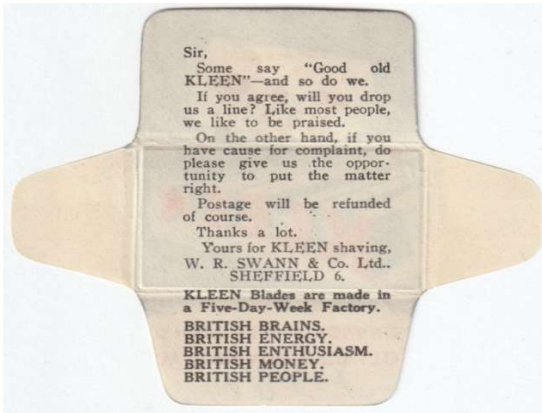 Sir,
Some say "Good old
KLEEN"—and so do we.
If you agree, will you drop
us a line? Like most people,
we like to be praised.
On the other hand, if you
have cause for complaint, do
please give us the oppor-
tunity to put the matter
right.
Postage will be refunded
of course.
Thanks a lot.
Yours for KLEEN shaving,
W. R. SWANN & Co. Ltd..
SHEFFIELD 6.
KLEEN Blades are made in
a Five-Day-Week Factory.
BRITISH BRAINS.
BRITISH ENERGY.
BRITISH ENTHUSIASM.
BRITISH MONEY.
BRITISH PEOPLE.